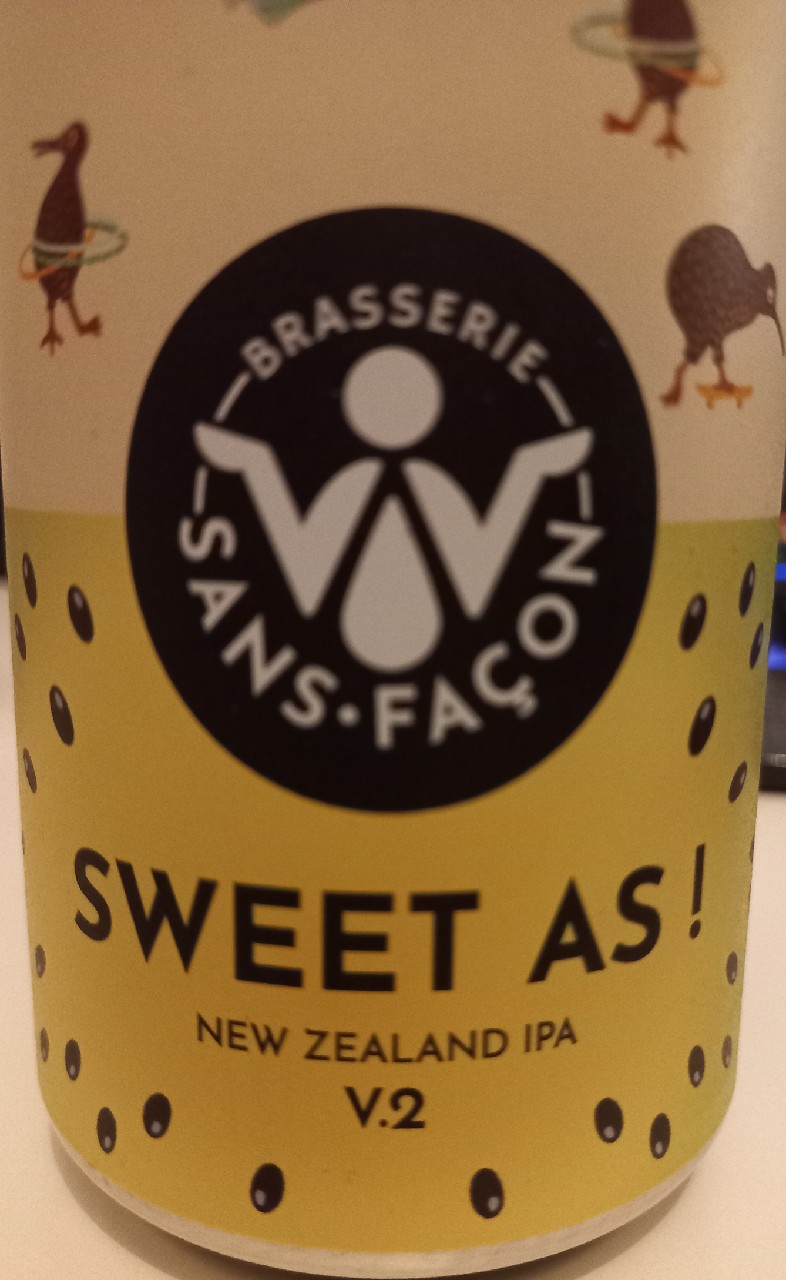 BRASSERIE
SANS·FAÇON
SWEET AS!
NEW ZEALAND IPA
V.2